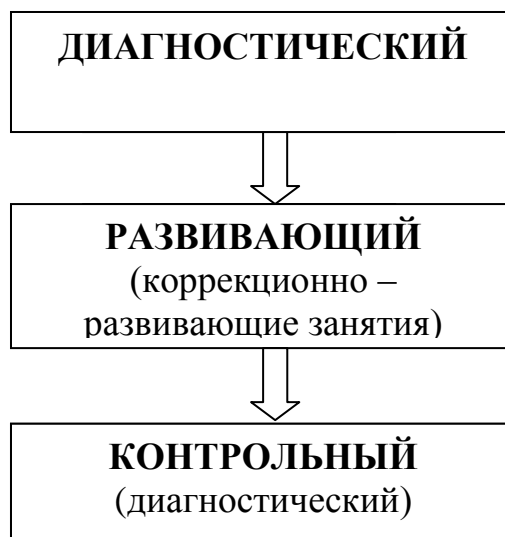 ДИАГНОСТИЧЕСКИЙ
РАЗВИВАЮЩИЙ
(коррекционно –
развивающие занятия)
КОНТРОЛЬНЫЙ
(диагностический)